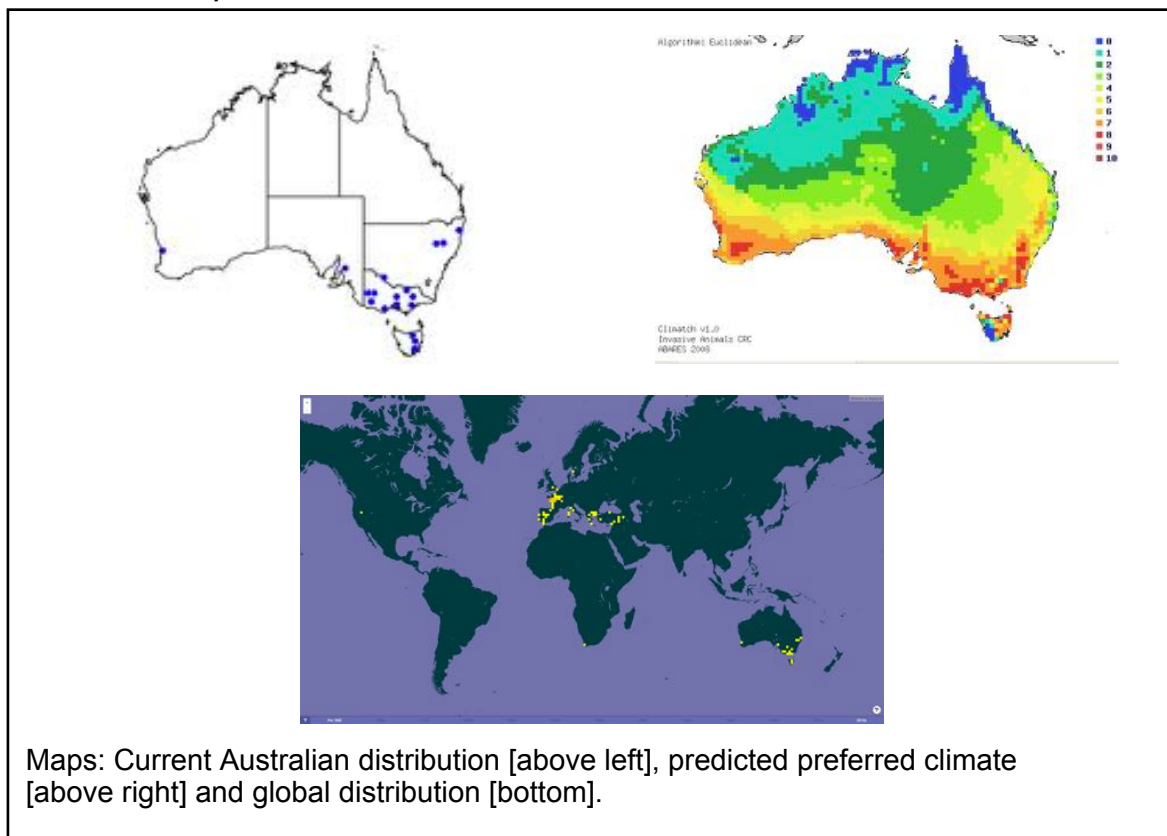 Algorithm: Euclidean
0
1
2
3
4
5
6
7
8
9
10
Climatch v1.0
Invasive Animals CRC
ABARES 2008
Maps: Current Australian distribution [above left], predicted preferred climate
[above right] and global distribution [bottom].